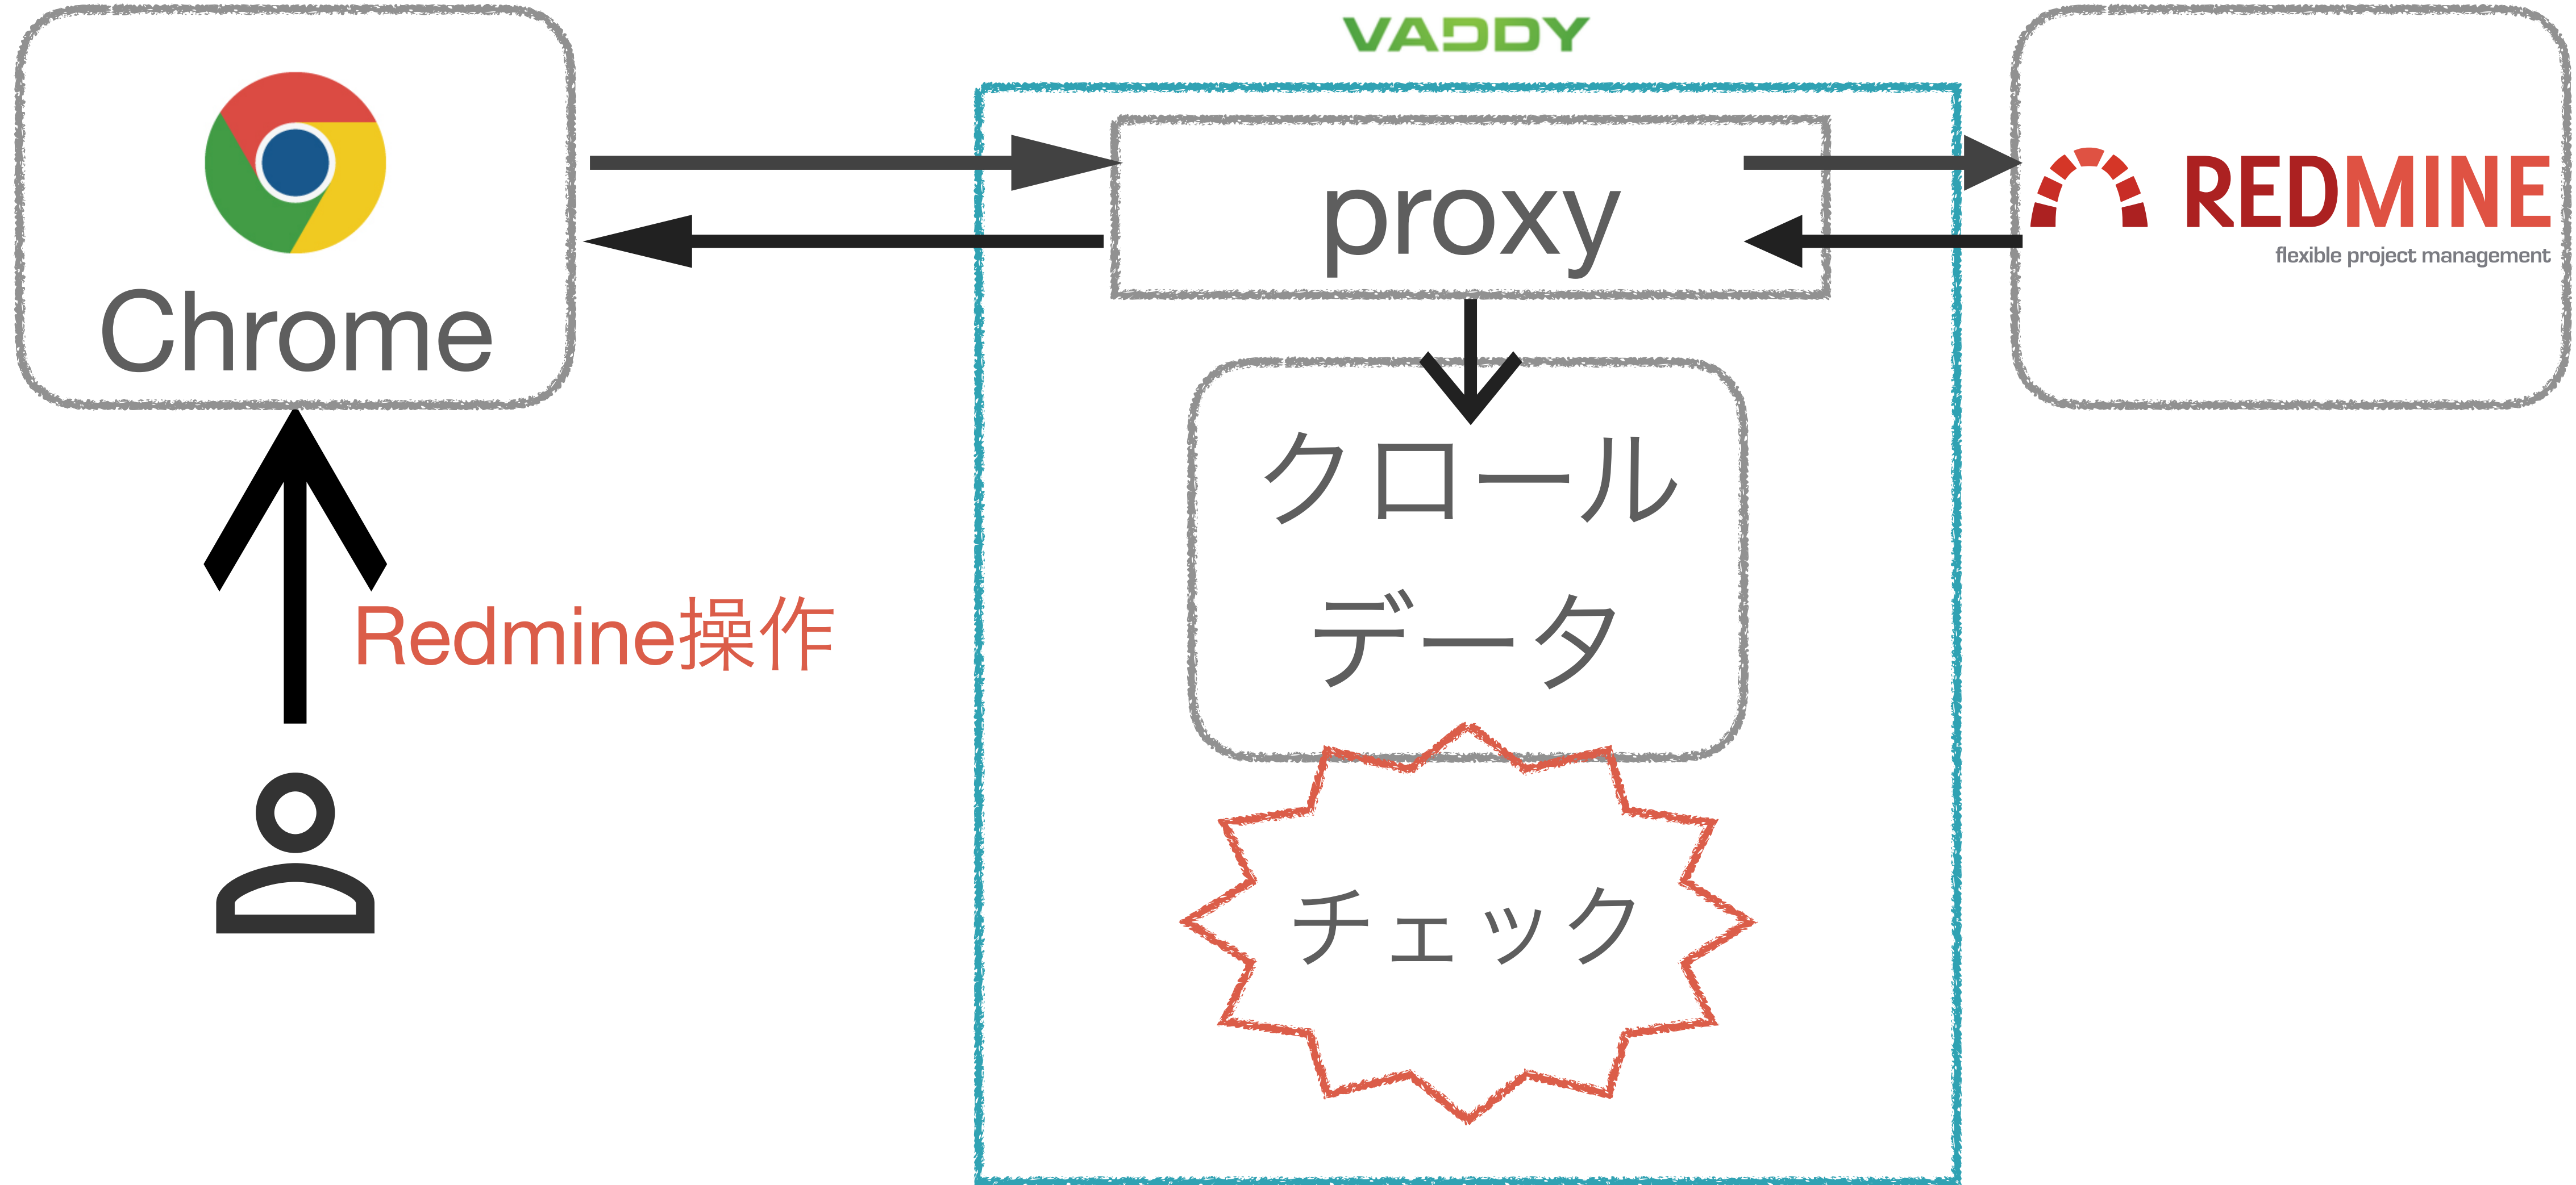 VADDY
Chrome
proxy
REDMINE
flexible project management
クロール
データ
Redmine操作
チェック